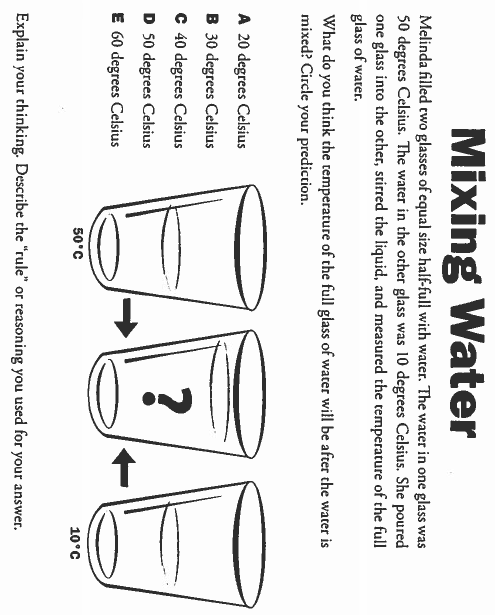 Mixing Water
Melinda filled two glasses of equal size half-full with water. The water in one glass was
50 degrees Celsius. The water in the other glass was 10 degrees Celsius. She poured
one glass into the other, stirred the liquid, and measured the temperature of the full
glass of water.
What do you think the temperature of the full glass of water will be after the water is
mixed? Circle your prediction.
A 20 degrees Celsius
B 30 degrees Celsius
C 40 degrees Celsius
D 50 degrees Celsius
E 60 degrees Celsius
50°C
?
10°C
Explain your thinking. Describe the "rule" or reasoning you used for your answer.